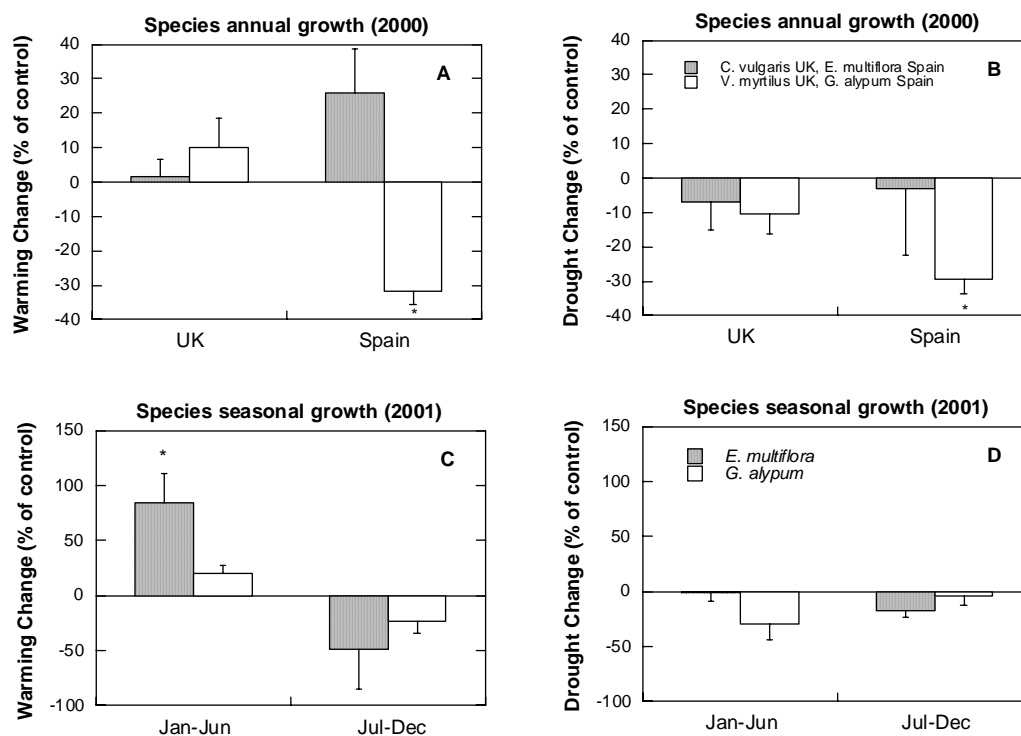 Species annual growth (2000)
A
Warming Change (% of control)
40
30
20
10
0
-10
-20
-30
-40
*
UK
Spain
Species annual growth (2000)
B
C. vulgaris UK, E. multiflora Spain
V. myrtilus UK, G. alypum Spain
Drought Change (% of control)
40
30
20
10
0
-10
-20
-30
-40
*
UK
Spain
Species seasonal growth (2001)
C
*
Warming Change (% of control)
150
100
50
0
-50
-100
Jan-Jun
Jul-Dec
Species seasonal growth (2001)
D
E. multiflora
G. alypum
Drought Change (% of control)
150
100
50
0
-50
-100
Jan-Jun
Jul-Dec